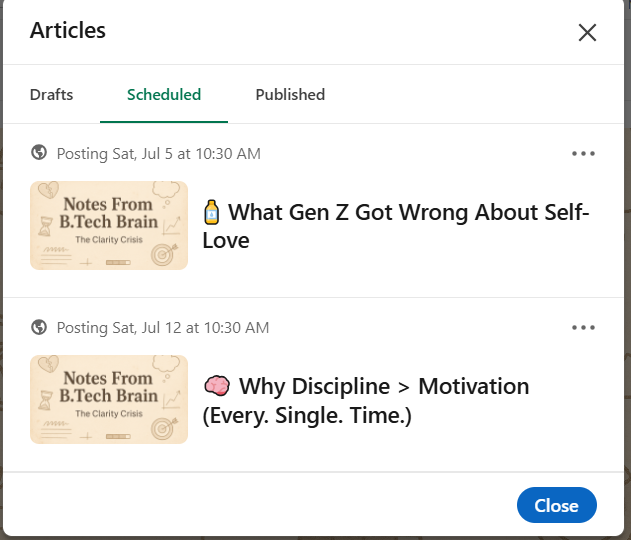 Articles
Drafts
Scheduled
Published
Posting Sat, Jul 5 at 10:30 AM
Notes From
B.Tech Brain
The Clarity Crisis
What Gen Z Got Wrong About Self-
Love
Posting Sat, Jul 12 at 10:30 AM
Notes From
B.Tech Brain
The Clarity Crisis
Why Discipline > Motivation
(Every. Single. Time.)
Close